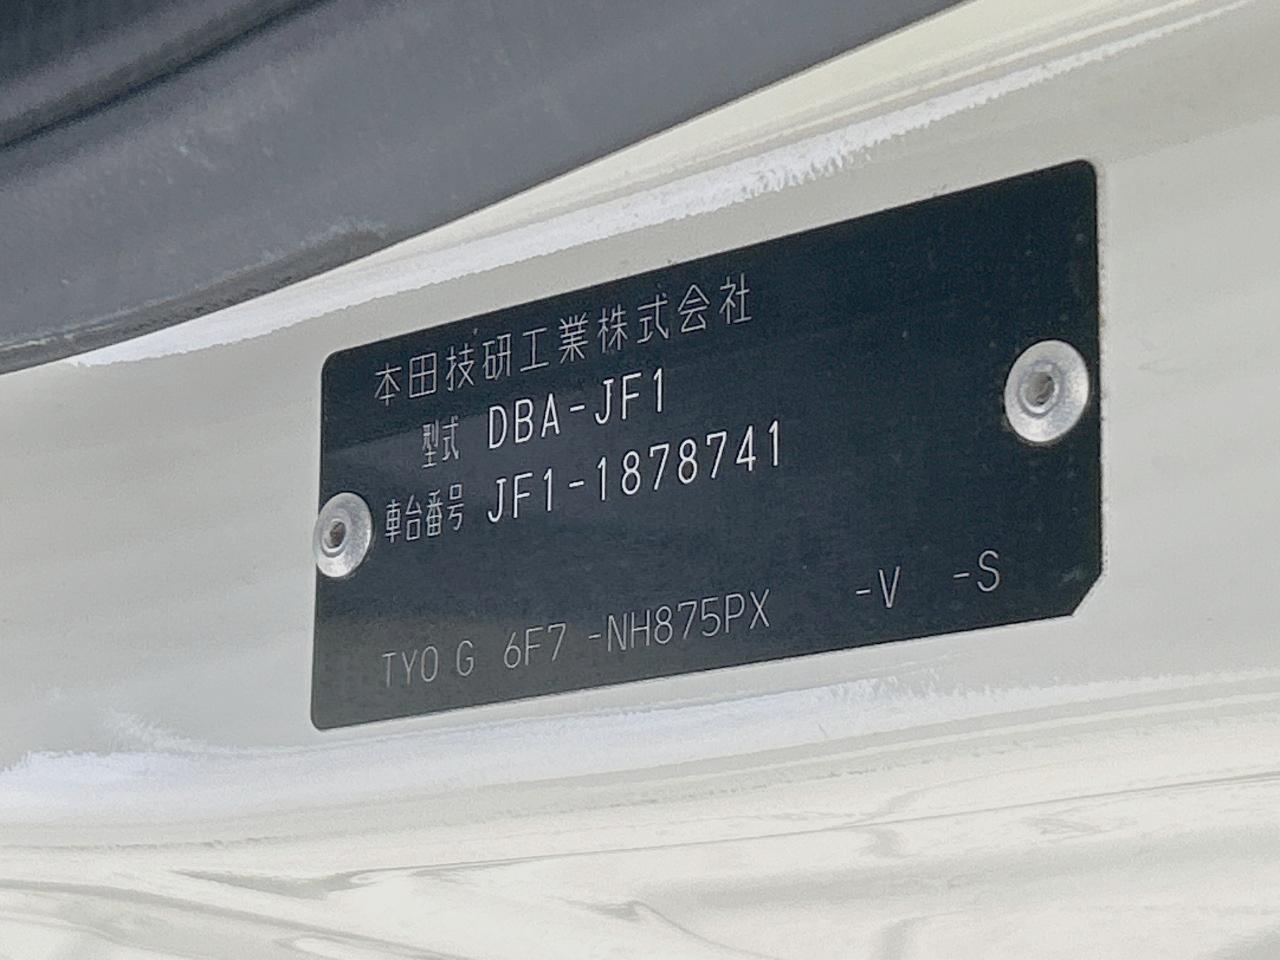 本田技研工業株式会社
型式 DBA-JF1
車台番号 JF1-1878741
TYO G 6F7 -NH875PX -V -S